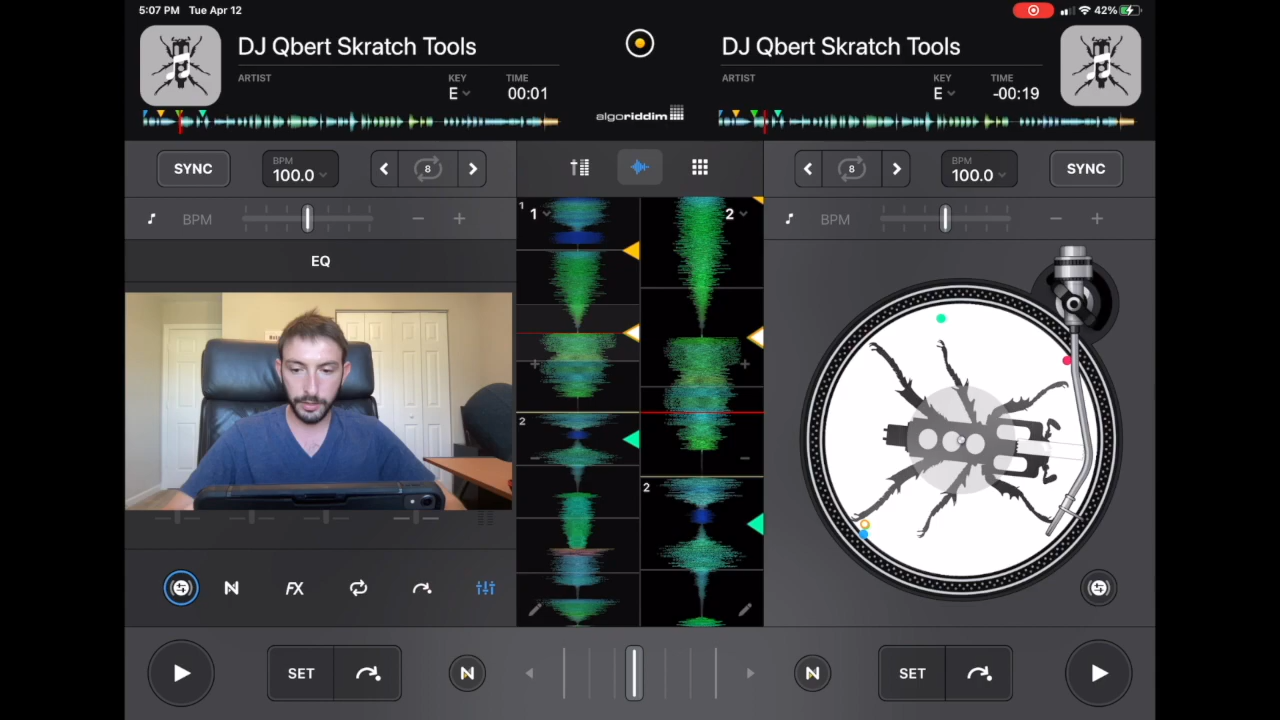 5:07 PM Tue Apr 12
42%
DJ Qbert Skratch Tools
ARTIST
KEY
TIME
E
00:01
DJ Qbert Skratch Tools
ARTIST
KEY
TIME
E
-00:19
algoriddim
SYNC
BPM
100.0
8
8
BPM
100.0
SYNC
BPM
BPM
EQ
1
1
2
2
2
N
FX
SET
N
N
SET